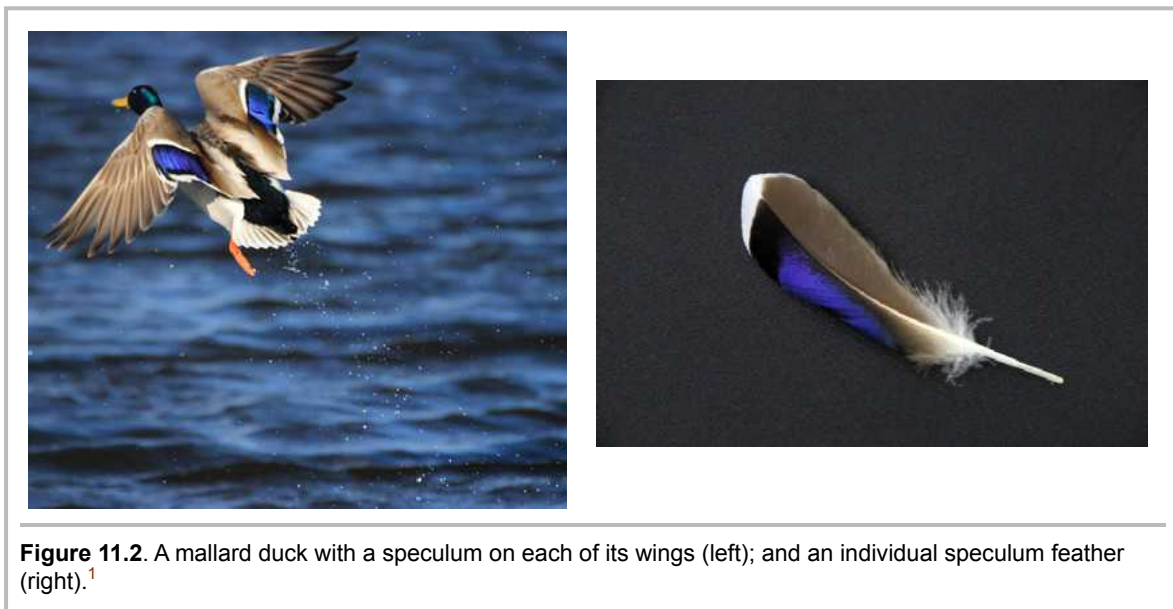 Figure 11.2. A mallard duck with a speculum on each of its wings (left); and an individual speculum feather
(right).1